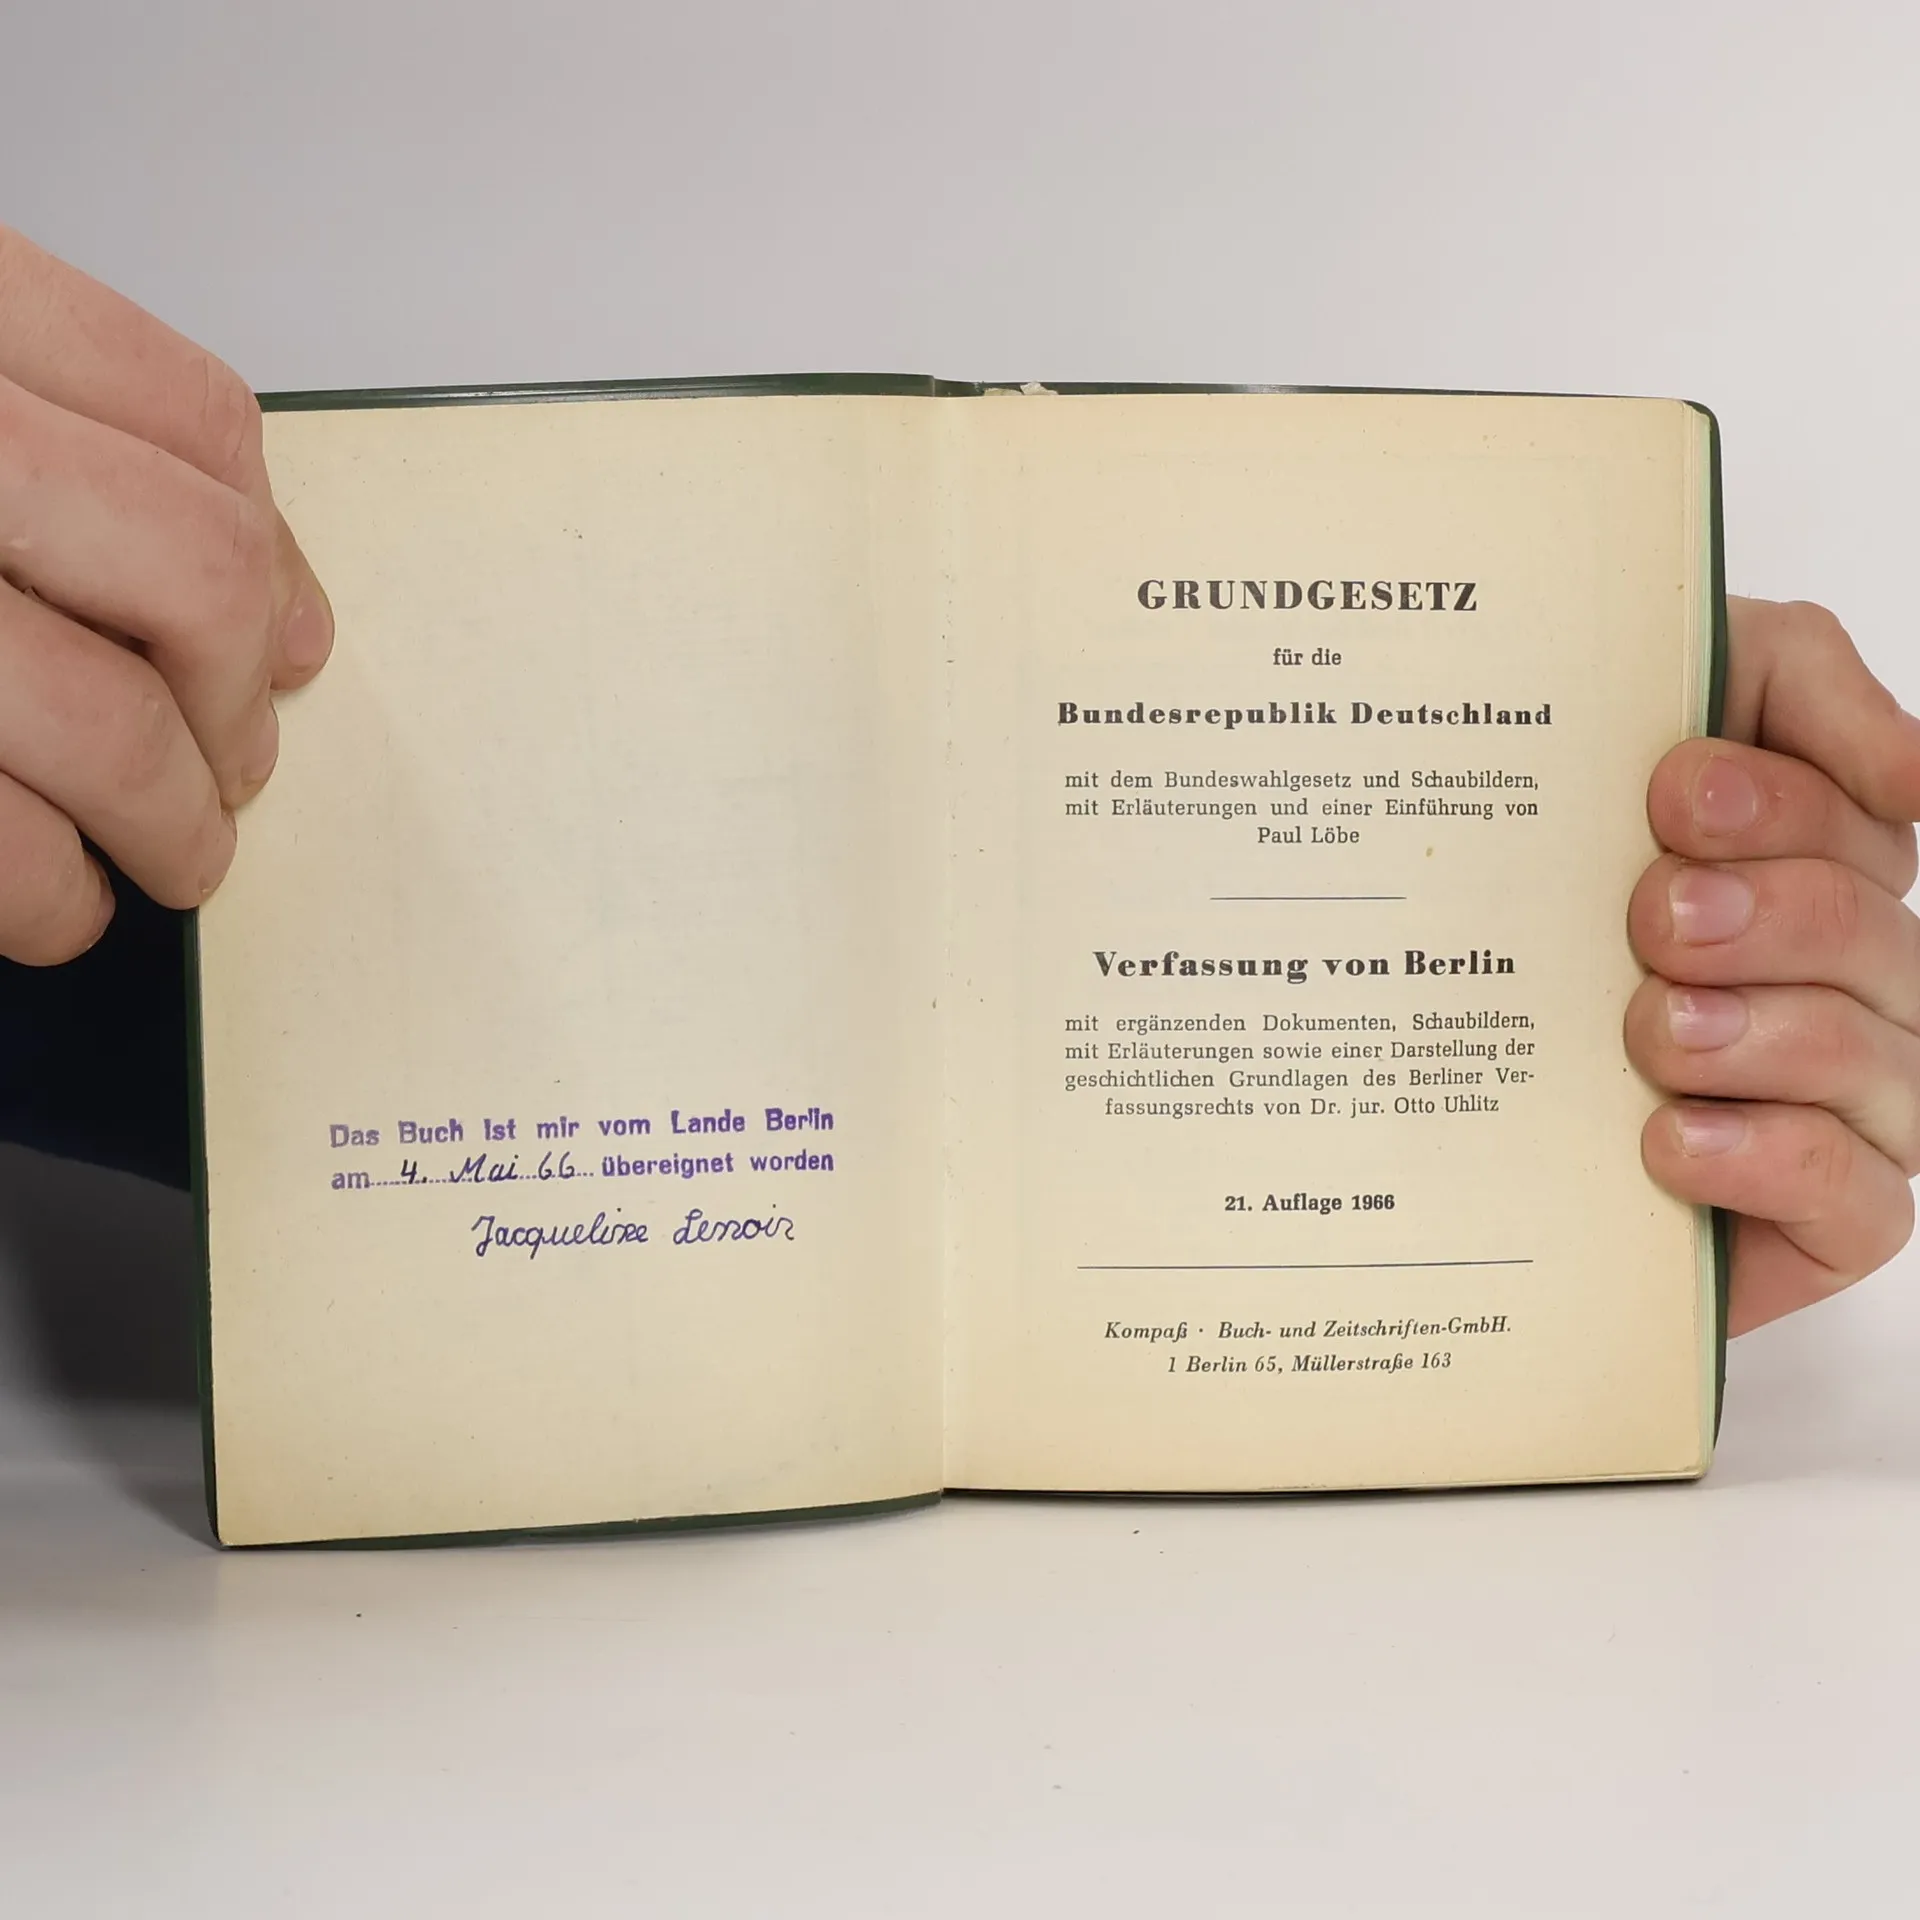 Das Buch ist mir vom Lande Berlin
am 4. Mai 66 übereignet worden
Jacqueline Lenoir
GRUNDGESETZ
für die
Bundesrepublik Deutschland
mit dem Bundeswahlgesetz und Schaubildern,
mit Erläuterungen und einer Einführung von
Paul Löbe
Verfassung von Berlin
mit ergänzenden Dokumenten, Schaubildern,
mit Erläuterungen sowie einer Darstellung der
geschichtlichen Grundlagen des Berliner Ver-
fassungsrechts von Dr. jur. Otto Uhlitz
21. Auflage 1966
Kompaß · Buch- und Zeitschriften-GmbH.
1 Berlin 65, Müllerstraße 163